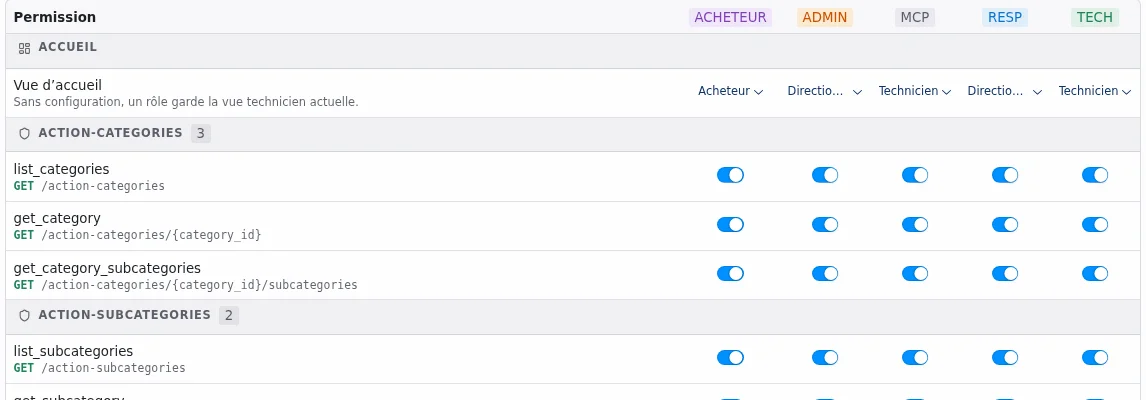 Permission ACHETEUR ADMIN MCP RESP TECH
ACCUEIL
Vue d’accueil
Sans configuration, un rôle garde la vue technicien actuelle.
Acheteur Directio… Technicien Directio… Technicien
ACTION-CATEGORIES 3
list_categories
GET /action-categories
get_category
GET /action-categories/{category_id}
get_category_subcategories
GET /action-categories/{category_id}/subcategories
ACTION-SUBCATEGORIES 2
list_subcategories
GET /action-subcategories
get_subcategory